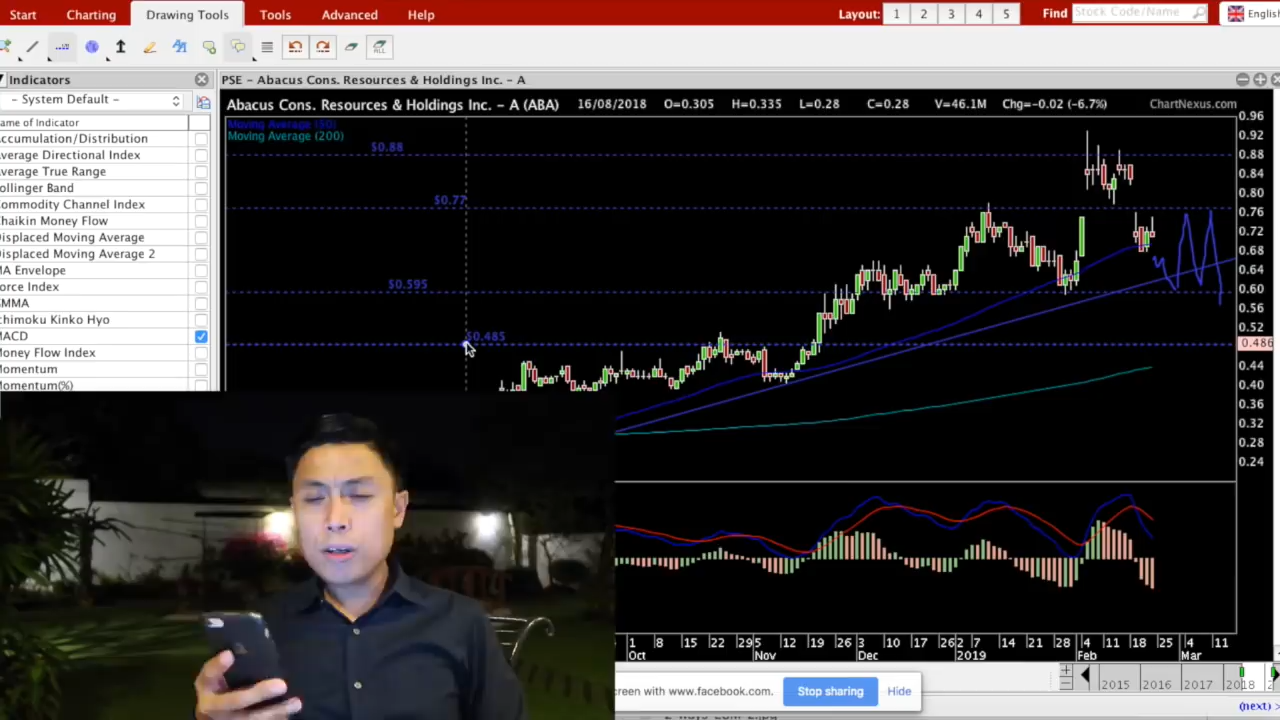 Start Charting Drawing Tools Tools Advanced Help Layout: 1 2 3 4 5 Find Stock Code/Name English
ALL
Indicators
PSE - Abacus Cons. Resources & Holdings Inc. - A
- System Default -
Abacus Cons. Resources & Holdings Inc. - A (ABA) 16/08/2018 O=0.305 H=0.335 L=0.28 C=0.28 V=46.1M Chg=-0.02 (-6.7%) ChartNexus.com
ame of Indicator
Moving Average (50)
Moving Average (200)
Accumulation/Distribution
verage Directional Index
verage True Range
ollinger Band
Commodity Channel Index
Chaikin Money Flow
Displaced Moving Average
isplaced Moving Average 2
MA Envelope
orce Index
MMA
chimoku Kinko Hyo
MACD
Money Flow Index
Momentum
Momentum(%)
$0.88
$0.77
$0.595
$0.485
0.96
0.92
0.88
0.84
0.80
0.76
0.72
0.68
0.64
0.60
0.56
0.52
0.486
0.44
0.40
0.36
0.32
0.28
0.24
1 8 15 22 29 5 12 19 26 3 10 17 26 2 7 14 21 28 4 11 18 25 4 11
Oct Nov Dec 2019 Feb Mar
2015 2016 2017 2018
creen with www.facebook.com. Stop sharing Hide
(next) >